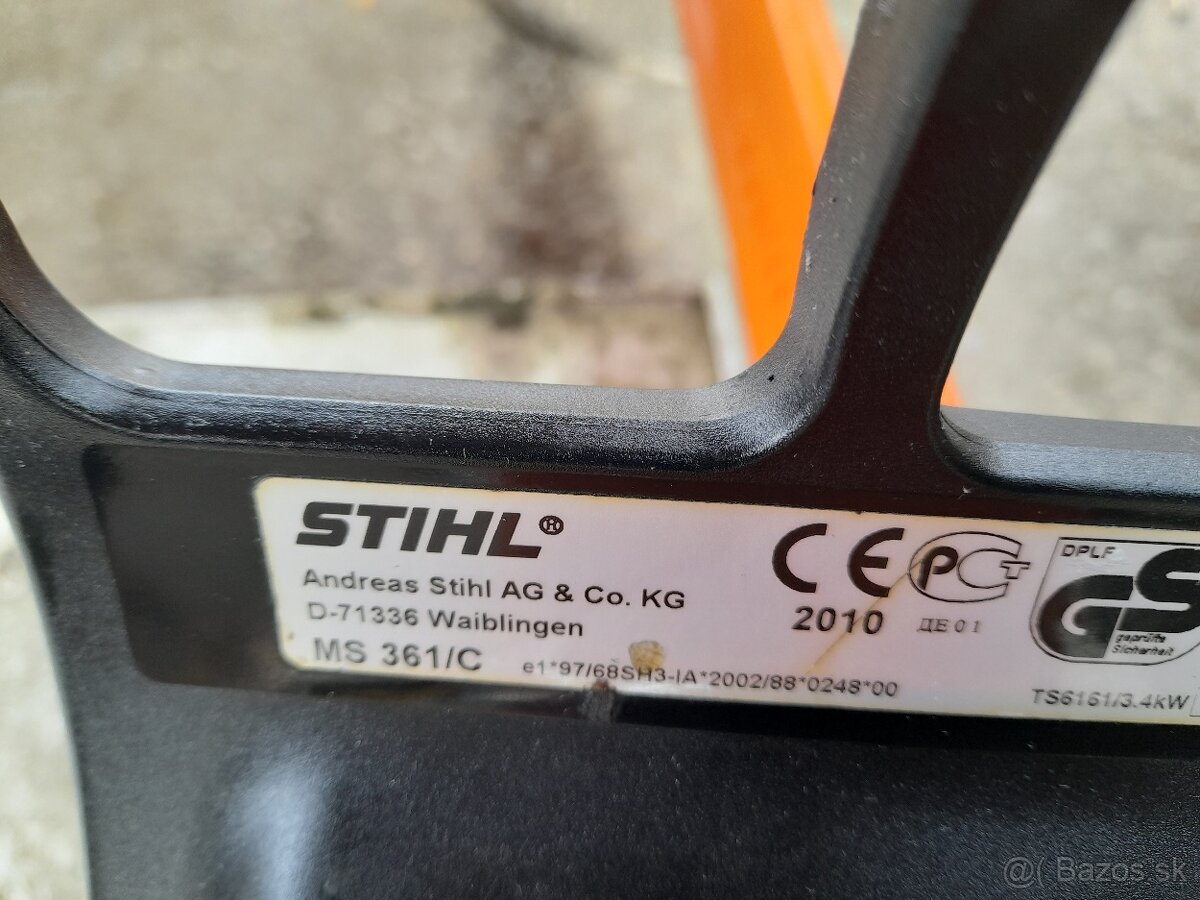 STIHL®
Andreas Stihl AG & Co. KG
D-71336 Waiblingen
MS 361/C
e1*97/68SH3-IA*2002/88*0248*00
CE
2010
PCT
ДЕ 01
DPLF
GS
geprüfte
Sicherheit
TS6161/3.4kW
@( Bazos.sk